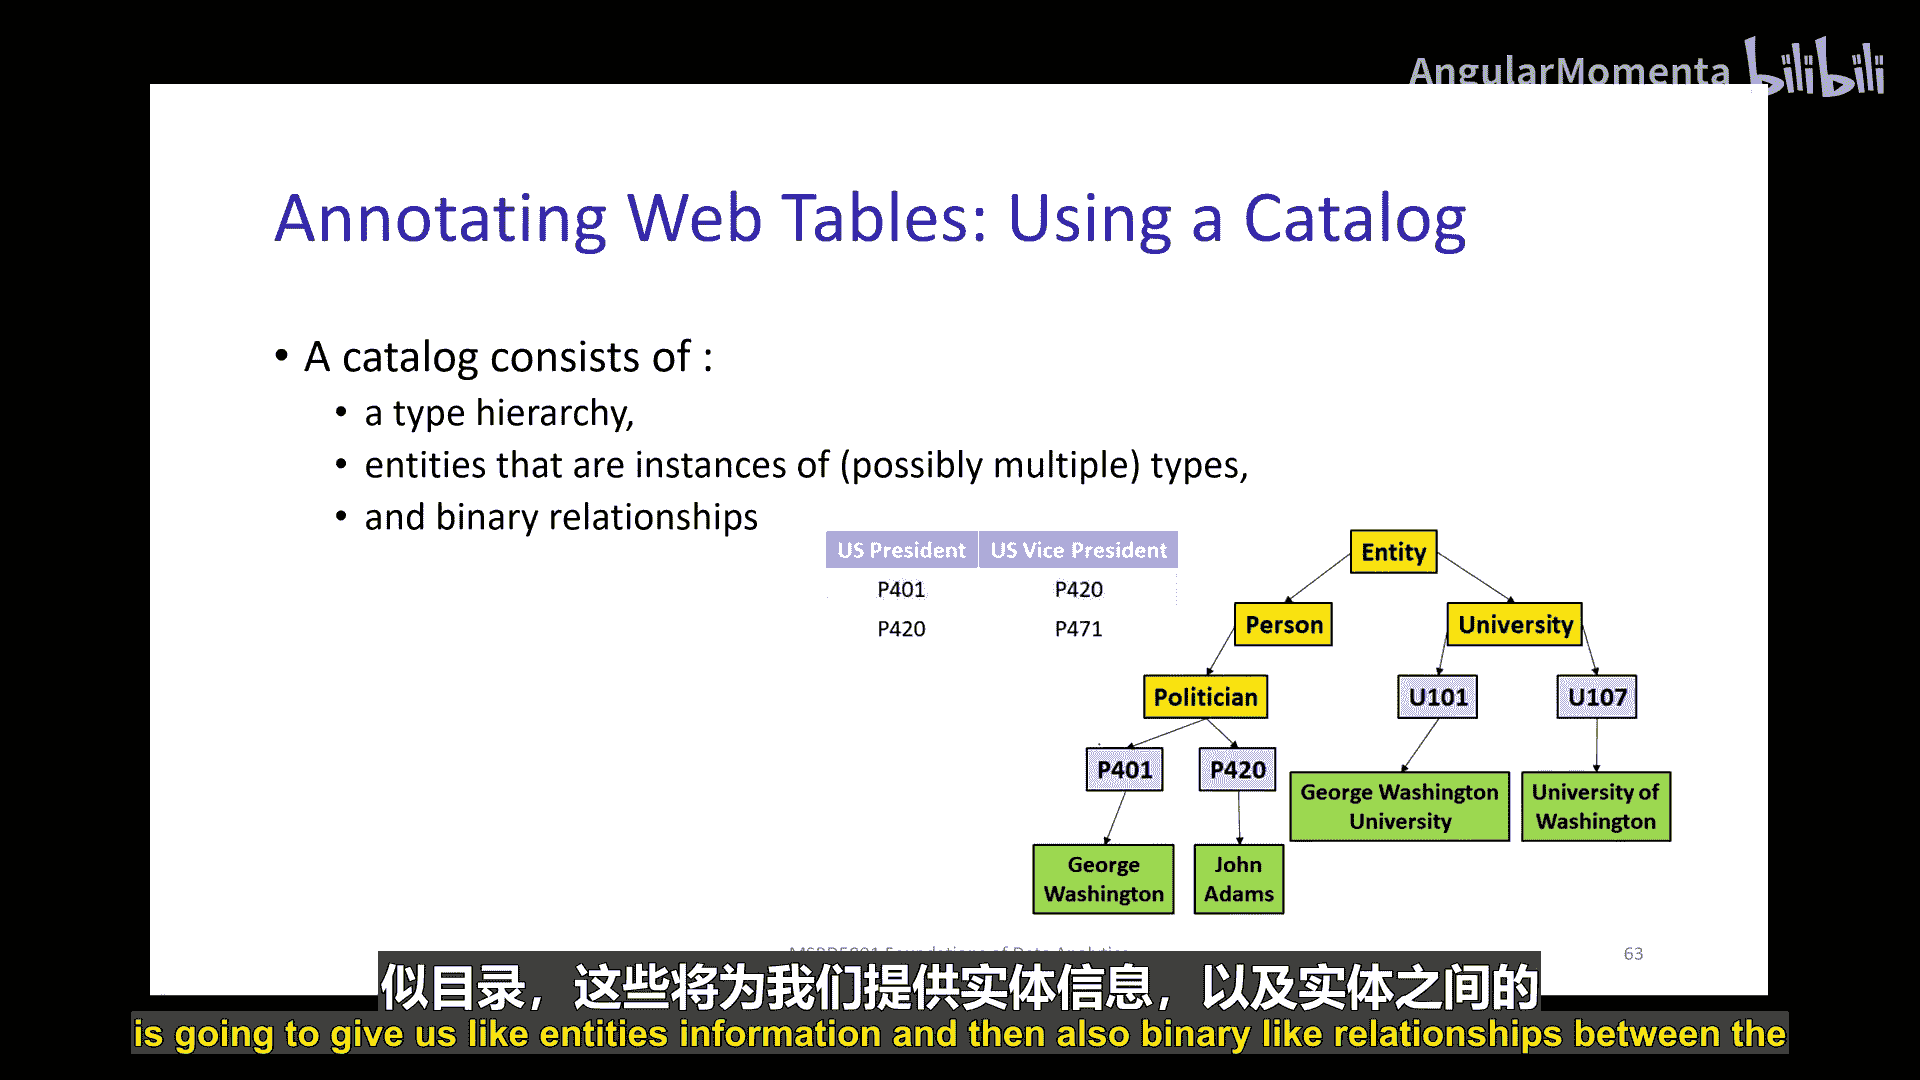 AngularMomenta bilibili
Annotating Web Tables: Using a Catalog
• A catalog consists of :
• a type hierarchy,
• entities that are instances of (possibly multiple) types,
• and binary relationships
US President US Vice President
P401 P420
P420 P471
Entity
Person University
Politician U101 U107
P401 P420
George Washington University
University of Washington
George Washington
John Adams
63
似目录，这些将为我们提供实体信息，以及实体之间的
is going to give us like entities information and then also binary like relationships between the